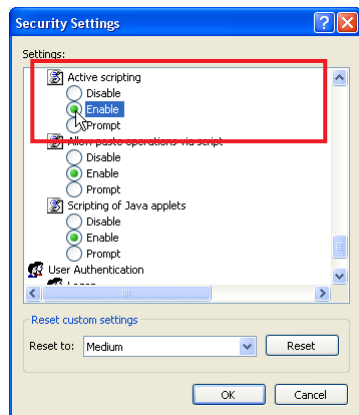 Security Settings
Settings:
Active scripting
Disable
Enable
Prompt
Allow paste operations via script
Disable
Enable
Prompt
Scripting of Java applets
Disable
Enable
Prompt
User Authentication
Reset custom settings
Reset to: Medium Reset
OK Cancel